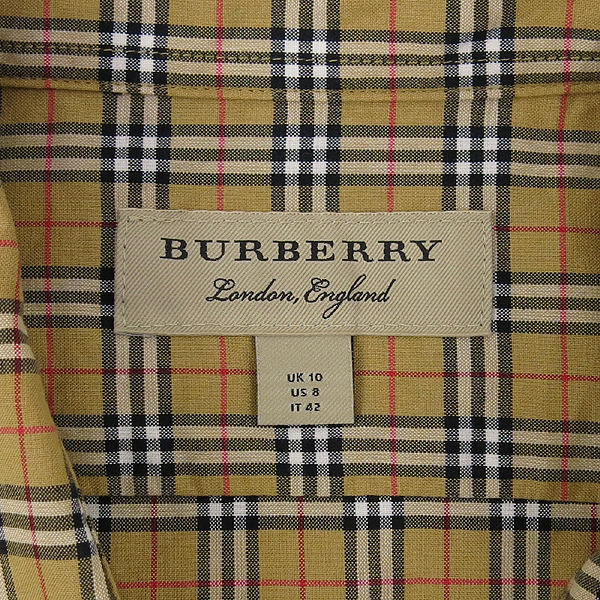 BURBERRY
London, England
UK 10
US 8
IT 42